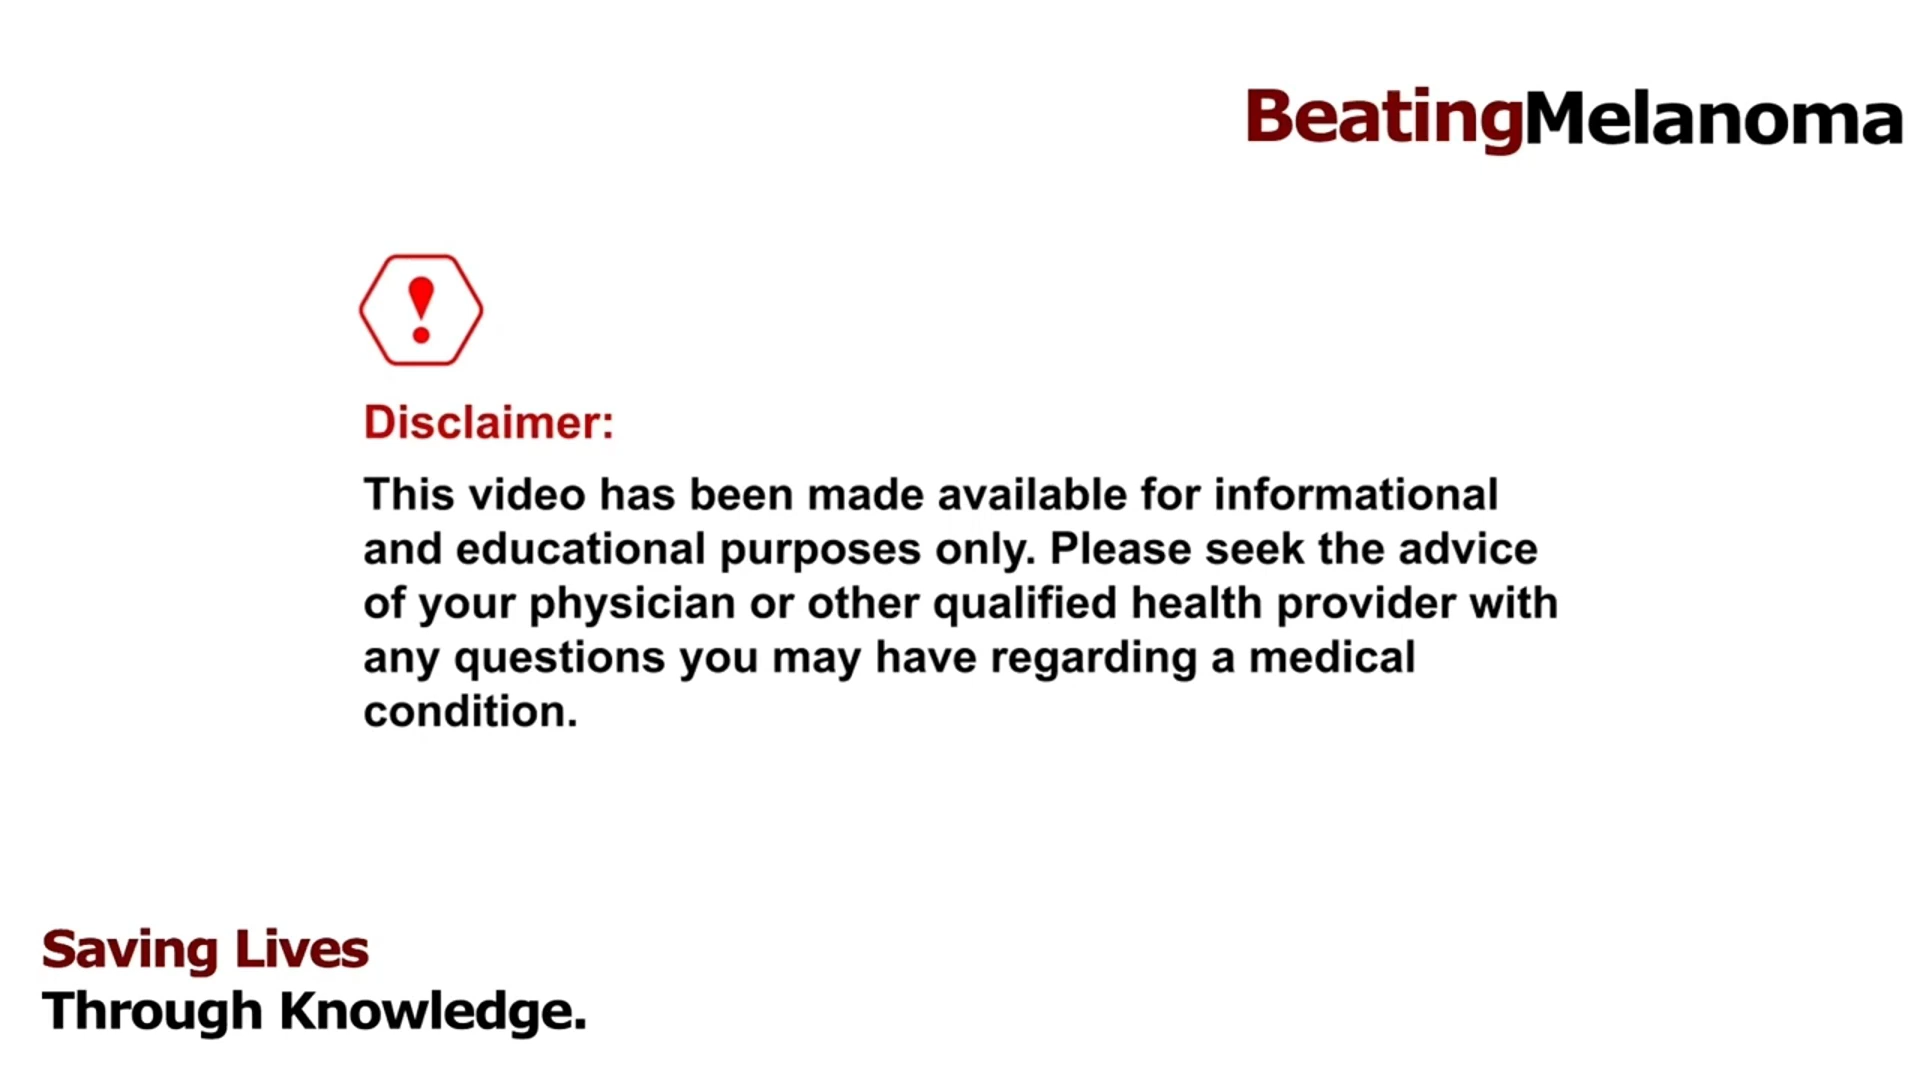 BeatingMelanoma
Disclaimer:
This video has been made available for informational
and educational purposes only. Please seek the advice
of your physician or other qualified health provider with
any questions you may have regarding a medical
condition.
Saving Lives
Through Knowledge.